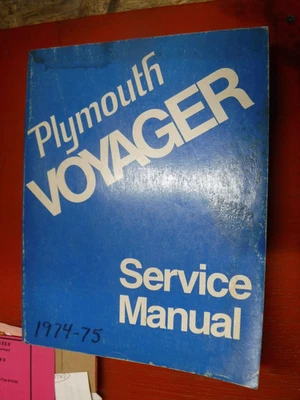 Plymouth
VOYAGER
Service
Manual
1974-75